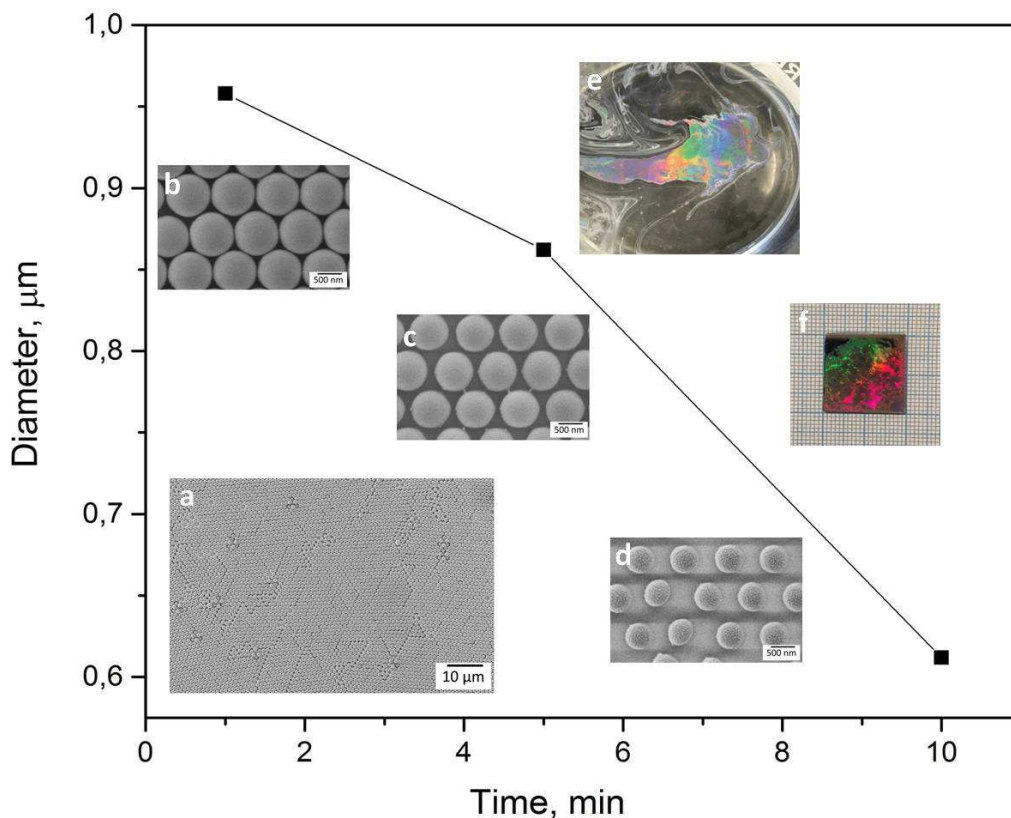 1,0
0,9
0,8
0,7
0,6
Diameter, μm
b
500 nm
c
500 nm
a
10 μm
e
f
d
500 nm
0
2
4
6
8
10
Time, min